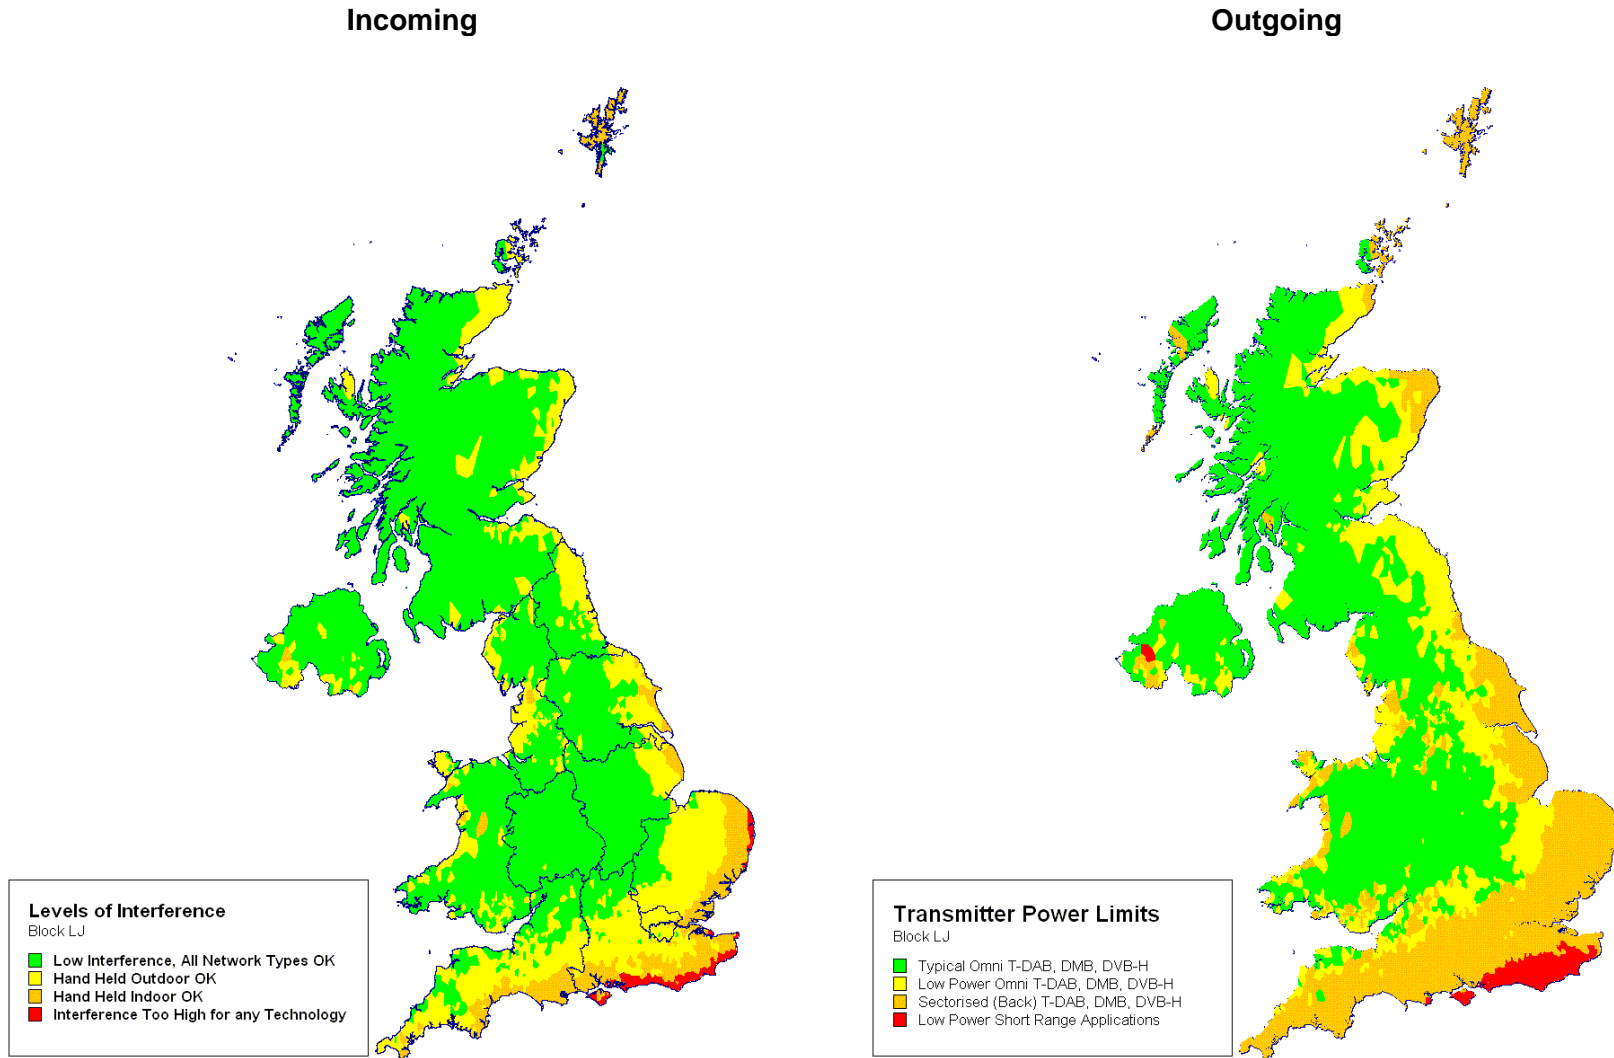 Incoming
Outgoing
Levels of Interference
Block LJ
Low Interference, All Network Types OK
Hand Held Outdoor OK
Hand Held Indoor OK
Interference Too High for any Technology
Transmitter Power Limits
Block LJ
Typical Omni T-DAB, DMB, DVB-H
Low Power Omni T-DAB, DMB, DVB-H
Sectorised (Back) T-DAB, DMB, DVB-H
Low Power Short Range Applications